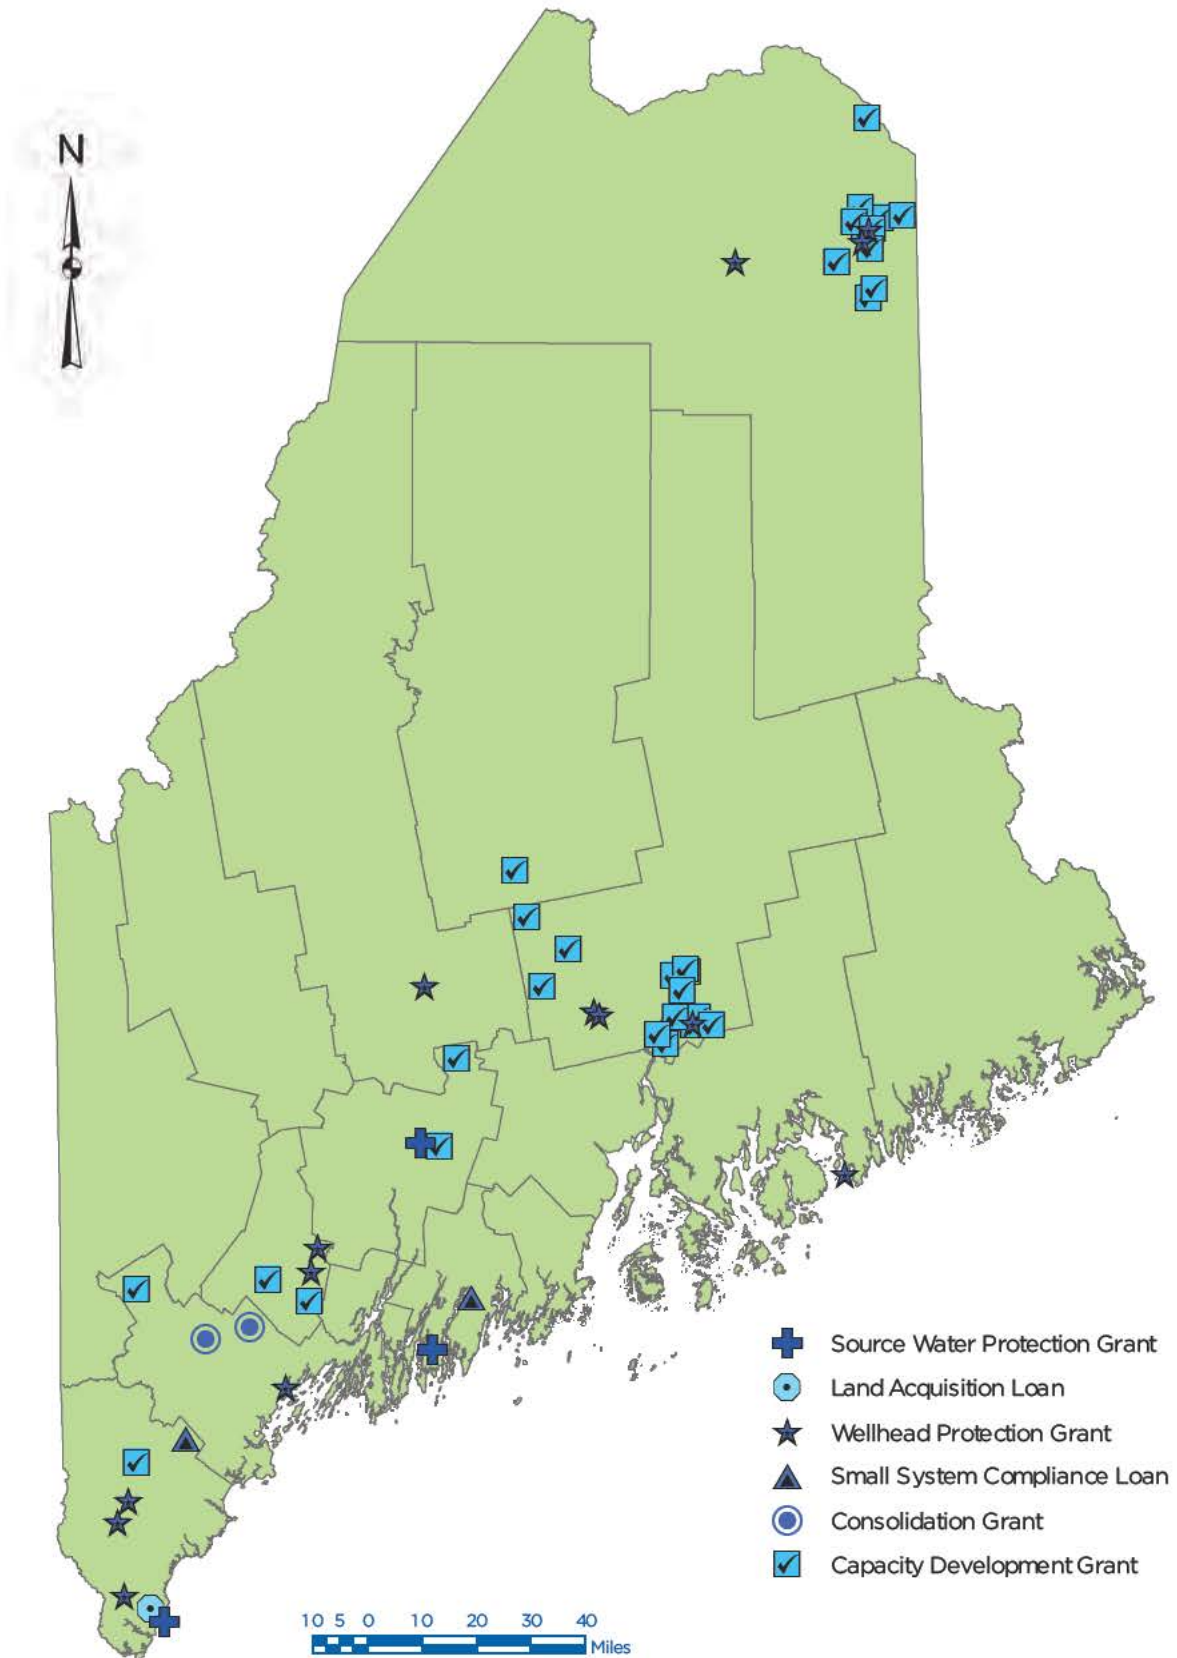 N
Source Water Protection Grant
Land Acquisition Loan
Wellhead Protection Grant
Small System Compliance Loan
Consolidation Grant
Capacity Development Grant
10 5 0 10 20 30 40
Miles